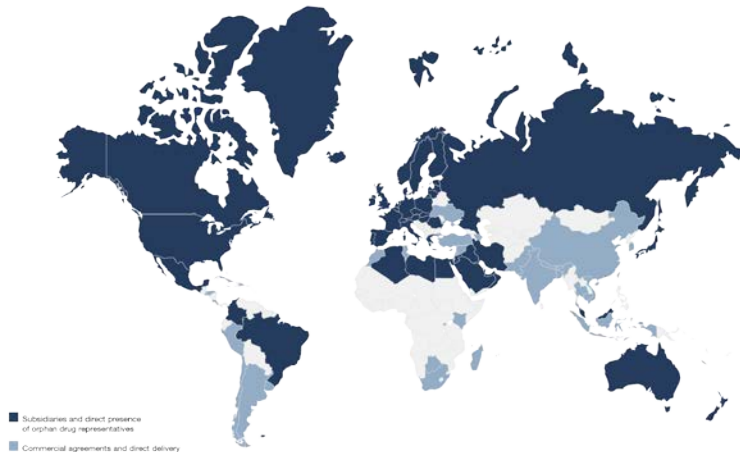 Subsidiaries and direct presence
of orphan drug representatives
Commercial agreements and direct delivery